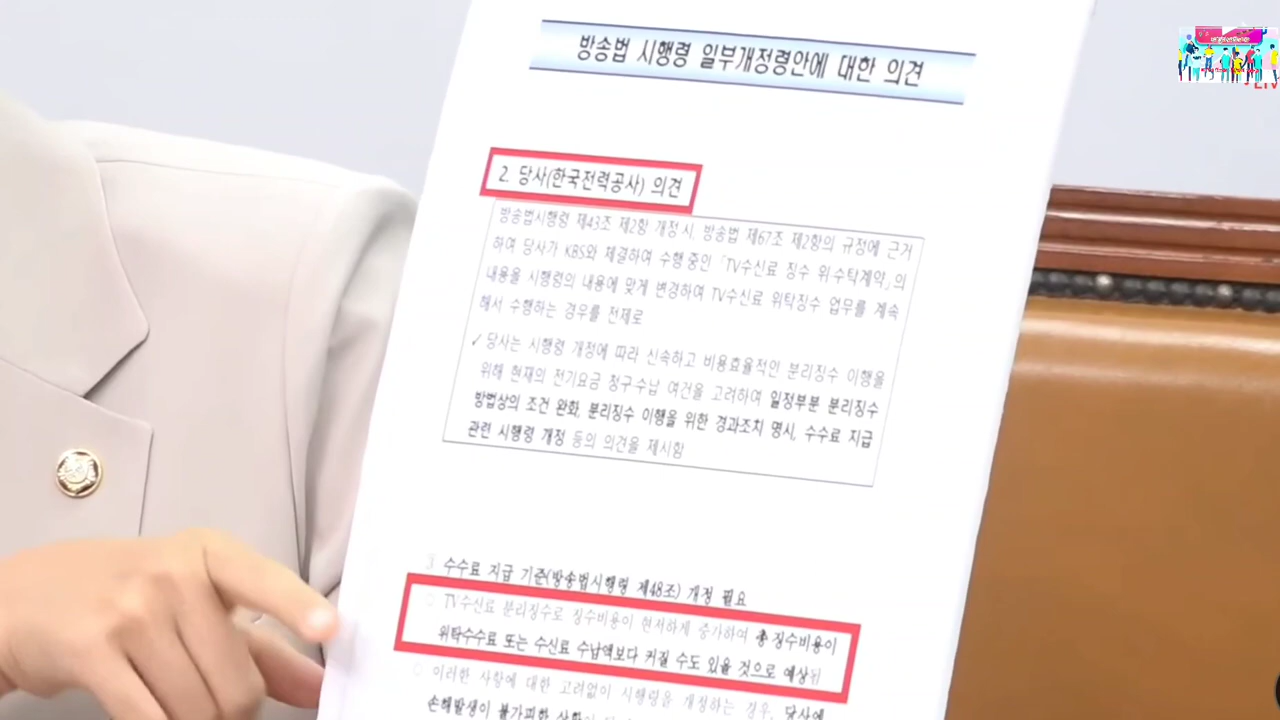 방송법 시행령 일부개정령안에 대한 의견
2. 당사(한국전력공사) 의견
방송법시행령 제43조 제2항 개정시, 방송법 제67조 제2항의 규정에 근거
하여 당사가 KBS와 체결하여 수행중인 「TV수신료 징수 위·수탁계약」의
내용을 시행령의 내용에 맞게 변경하여 TV수신료 위탁징수 업무를 계속
해서 수행하는 경우를 전제로
✓ 당사는 시행령 개정에 따라 신속하고 비용효율적인 분리징수 이행을
위해 현재의 전기요금 청구·수납 여건을 고려하여 일정부분 분리징수
방법상의 조건 완화, 분리징수 이행을 위한 경과조치 명시, 수수료 지급
관련 시행령 개정 등의 의견을 제시함
3 수수료 지급 기준(방송법시행령 제48조) 개정 필요
○ TV수신료 분리징수로 징수비용이 현저하게 증가하여 총 징수비용이
위탁수수료 또는 수신료 수납액보다 커질 수도 있을 것으로 예상됨
○ 이러한 사항에 대한 고려없이 시행령을 개정하는 경우, 당사에
손해발생이 불가피한 상황이